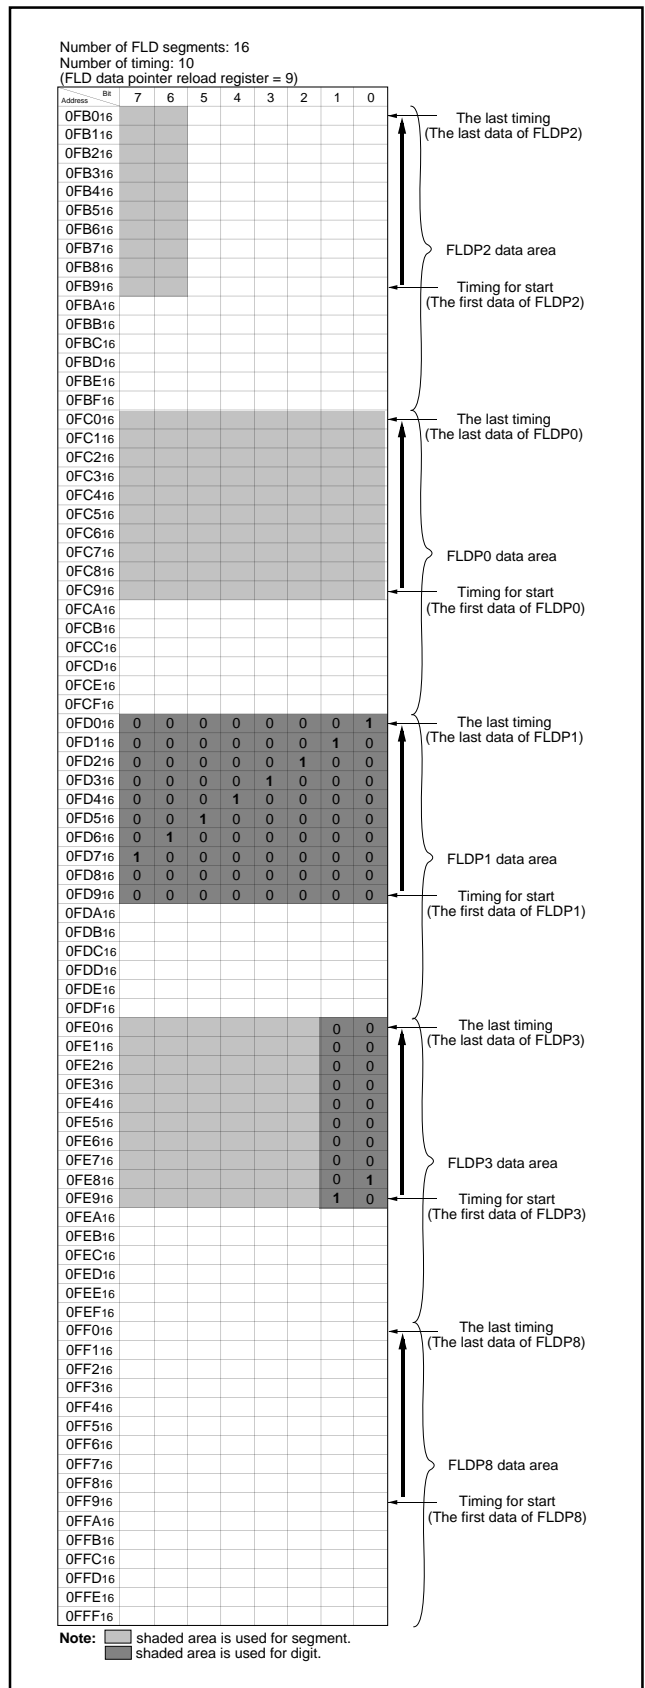 Number of FLD segments: 16
Number of timing: 10
(FLD data pointer reload register = 9)
Bit
Address 7 6 5 4 3 2 1 0
0FB016 The last timing
0FB116 (The last data of FLDP2)
0FB216
0FB316
0FB416
0FB516
0FB616
0FB716 FLDP2 data area
0FB816
0FB916 Timing for start
0FBA16 (The first data of FLDP2)
0FBB16
0FBC16
0FBD16
0FBE16
0FBF16
0FC016 The last timing
0FC116 (The last data of FLDP0)
0FC216
0FC316
0FC416
0FC516
0FC616
0FC716 FLDP0 data area
0FC816
0FC916 Timing for start
0FCA16 (The first data of FLDP0)
0FCB16
0FCC16
0FCD16
0FCE16
0FCF16
0FD016 0 0 0 0 0 0 0 1 The last timing
0FD116 0 0 0 0 0 0 1 0 (The last data of FLDP1)
0FD216 0 0 0 0 0 1 0 0
0FD316 0 0 0 0 1 0 0 0
0FD416 0 0 0 1 0 0 0 0
0FD516 0 0 1 0 0 0 0 0
0FD616 0 1 0 0 0 0 0 0
0FD716 1 0 0 0 0 0 0 0 FLDP1 data area
0FD816 0 0 0 0 0 0 0 0
0FD916 0 0 0 0 0 0 0 0 Timing for start
0FDA16 (The first data of FLDP1)
0FDB16
0FDC16
0FDD16
0FDE16
0FDF16
0FE016 0 0 The last timing
0FE116 0 0 (The last data of FLDP3)
0FE216 0 0
0FE316 0 0
0FE416 0 0
0FE516 0 0
0FE616 0 0
0FE716 0 0 FLDP3 data area
0FE816 0 1
0FE916 1 0 Timing for start
0FEA16 (The first data of FLDP3)
0FEB16
0FEC16
0FED16
0FEE16
0FEF16
0FF016 The last timing
0FF116 (The last data of FLDP8)
0FF216
0FF316
0FF416
0FF516
0FF616
0FF716 FLDP8 data area
0FF816
0FF916 Timing for start
0FFA16 (The first data of FLDP8)
0FFB16
0FFC16
0FFD16
0FFE16
0FFF16
Note: shaded area is used for segment.
shaded area is used for digit.